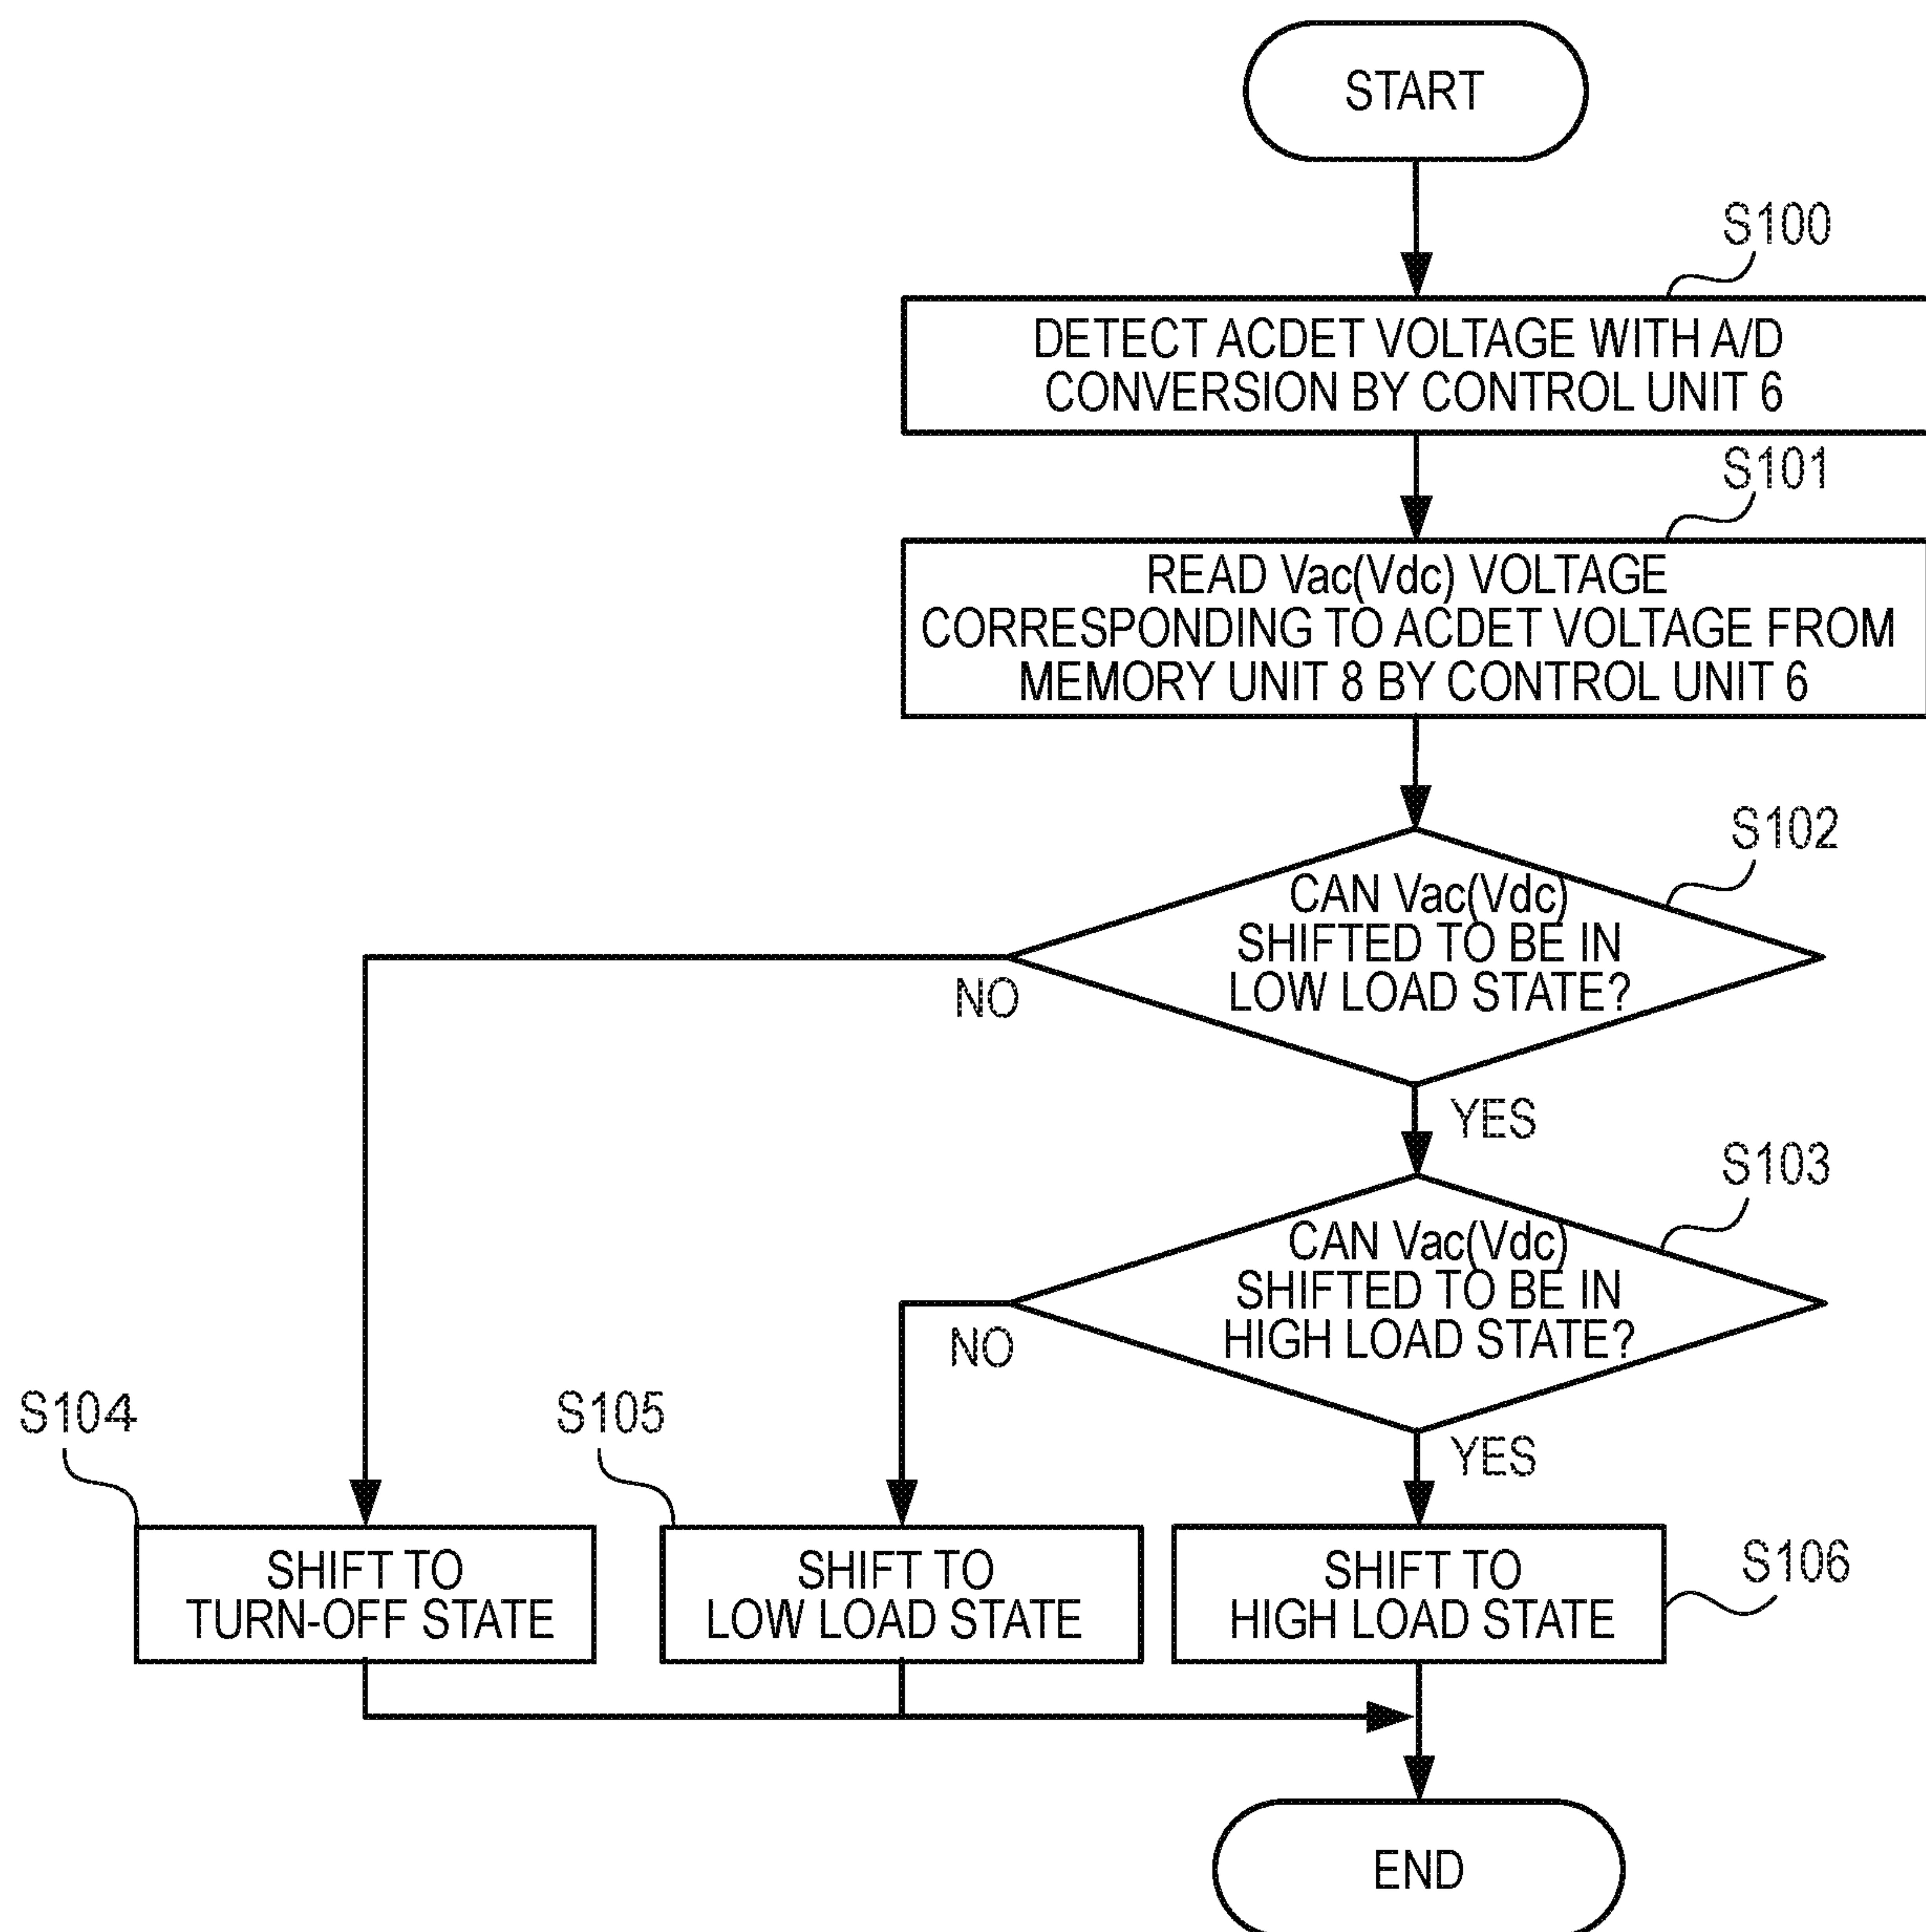 START
S100
DETECT ACDET VOLTAGE WITH A/D
CONVERSION BY CONTROL UNIT 6
S101
READ Vac(Vdc) VOLTAGE
CORRESPONDING TO ACDET VOLTAGE FROM
MEMORY UNIT 8 BY CONTROL UNIT 6
S102
CAN Vac(Vdc)
SHIFTED TO BE IN
LOW LOAD STATE?
NO
YES
S103
CAN Vac(Vdc)
SHIFTED TO BE IN
HIGH LOAD STATE?
NO
YES
S104
SHIFT TO
TURN-OFF STATE
S105
SHIFT TO
LOW LOAD STATE
S106
SHIFT TO
HIGH LOAD STATE
END